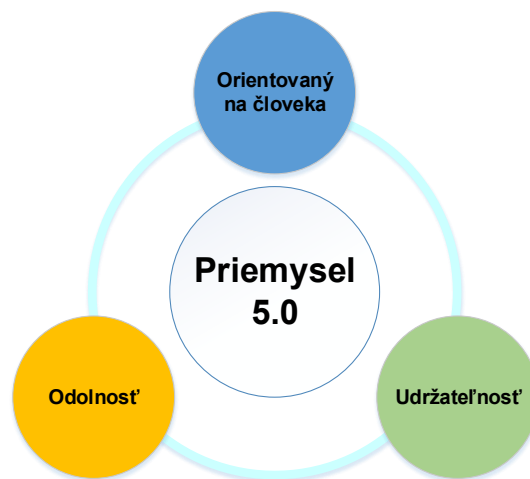 Orientovaný
na človeka
Priemysel
5.0
Odolnosť
Udržateľnosť